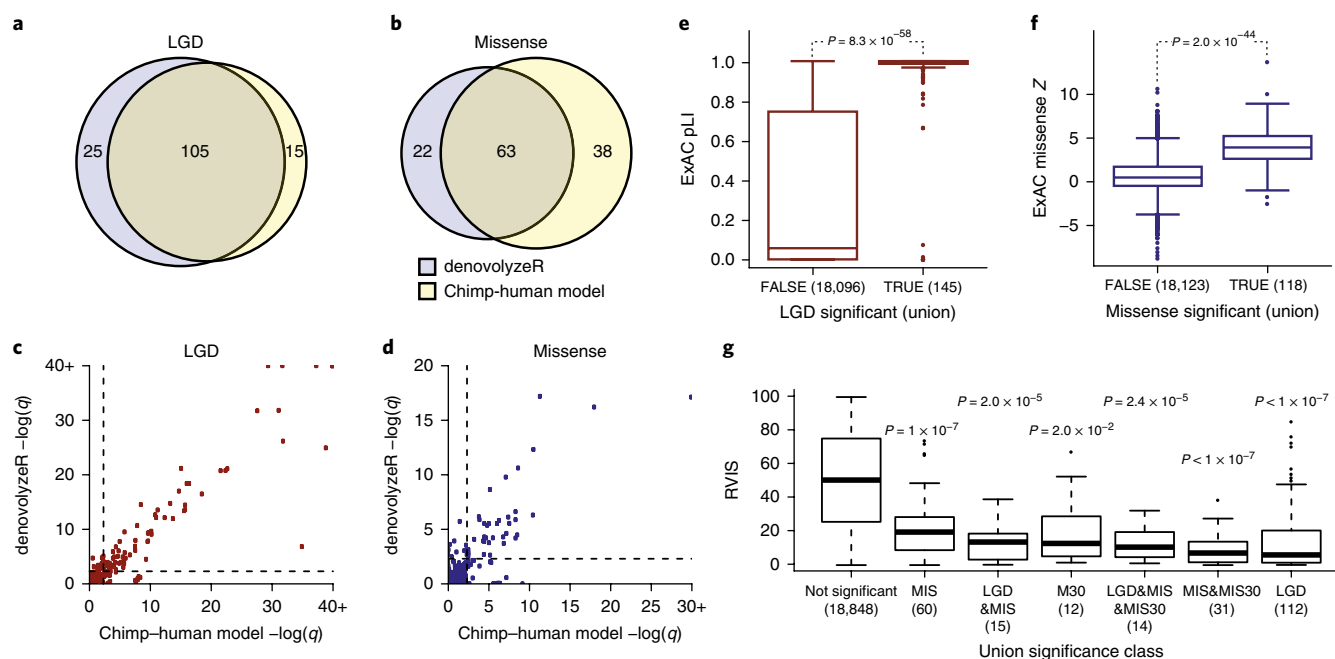 a
LGD
25
105
15
b
Missense
22
63
38
denovolyzeR
Chimp-human model
c
LGD
40+
30
20
10
0
denovolyzeR –log(q)
0 10 20 30 40+
Chimp–human model –log(q)
d
Missense
20
15
10
5
0
denovolyzeR –log(q)
0 5 10 15 20 25 30+
Chimp–human model –log(q)
e
P = 8.3 × 10⁻⁵⁸
1.0
0.8
0.6
0.4
0.2
0.0
ExAC pLI
FALSE (18,096) TRUE (145)
LGD significant (union)
f
P = 2.0 × 10⁻⁴⁴
10
5
0
–5
ExAC missense Z
FALSE (18,123) TRUE (118)
Missense significant (union)
g
100
80
60
40
20
0
RVIS
P = 1 × 10⁻⁷
P = 2.0 × 10⁻⁵
P = 2.0 × 10⁻²
P = 2.4 × 10⁻⁵
P < 1 × 10⁻⁷
P < 1 × 10⁻⁷
Not significant
(18,848)
MIS
(60)
LGD
&MIS
(15)
M30
(12)
LGD&MIS
&MIS30
(14)
MIS&MIS30
(31)
LGD
(112)
Union significance class